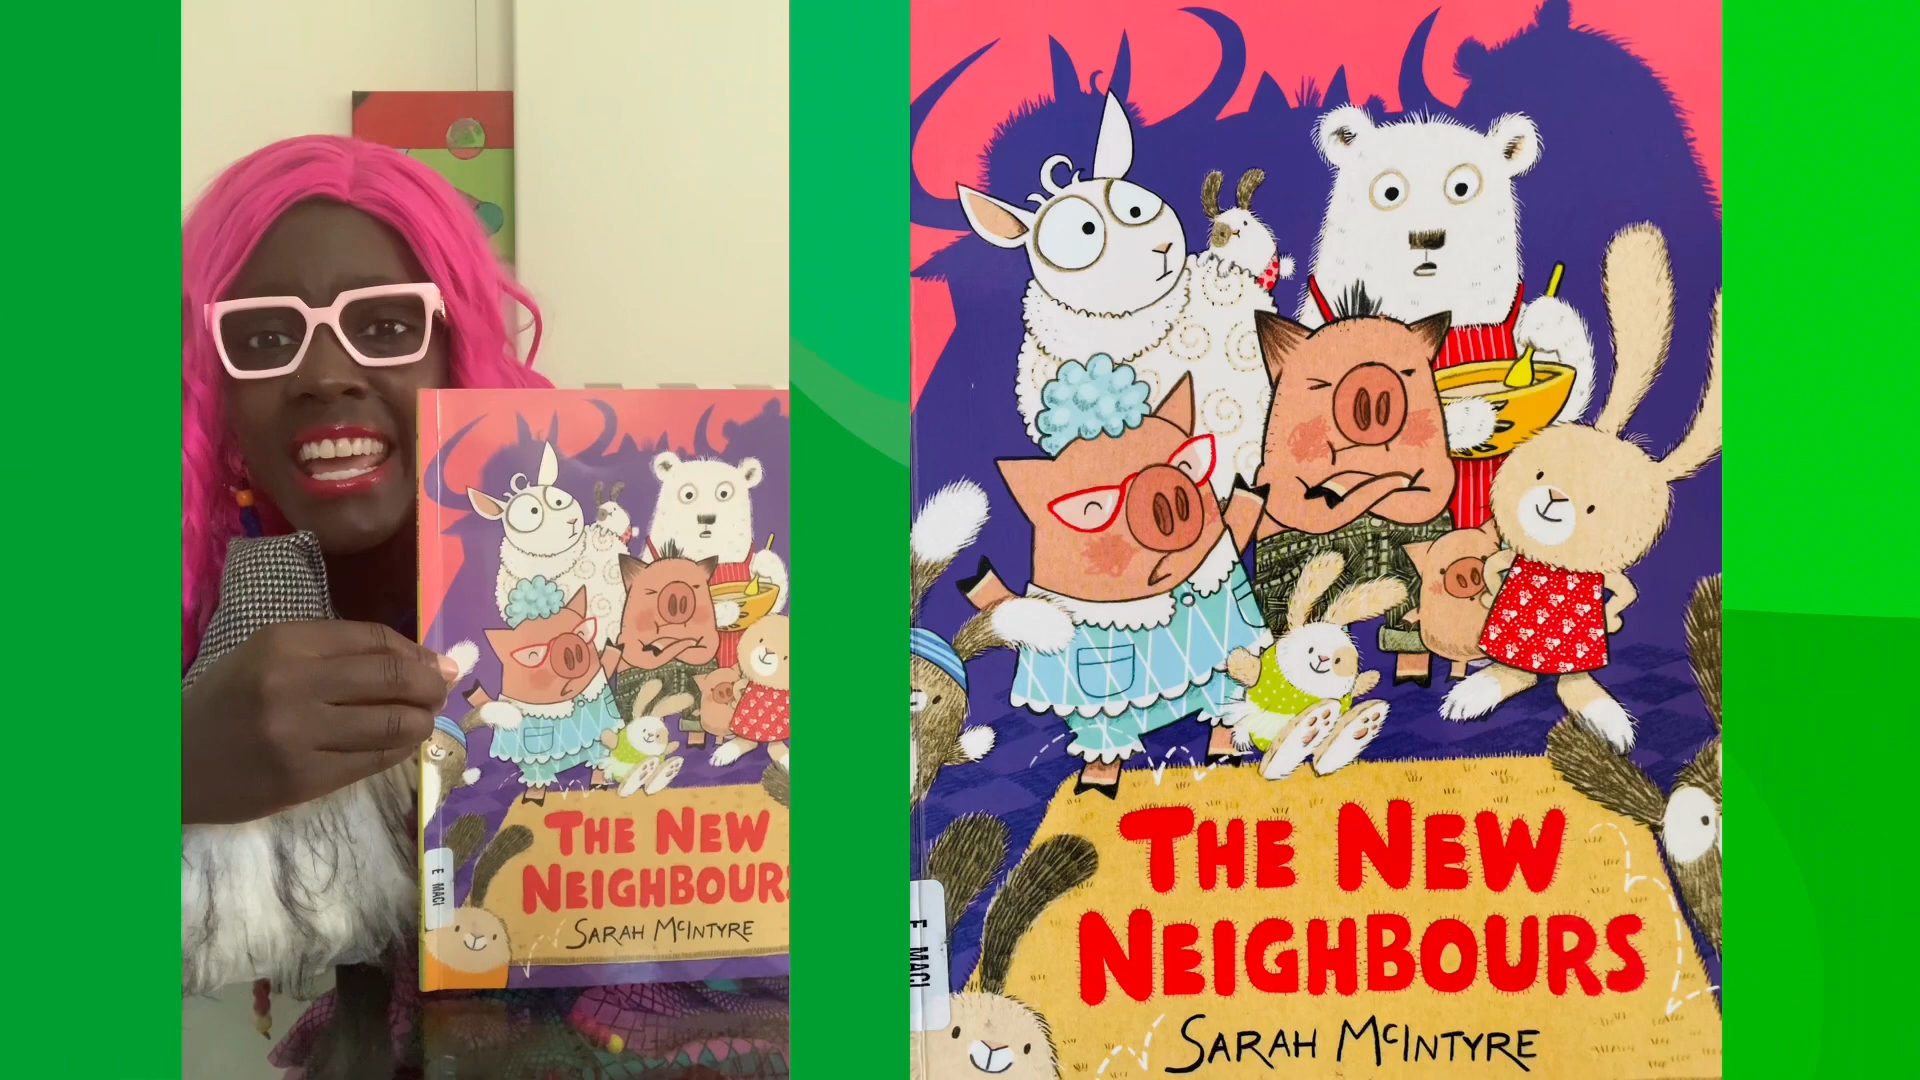 THE NEW
NEIGHBOURS
SARAH MCINTYRE
E MACI
THE NEW
NEIGHBOURS
SARAH MCINTYRE
E MACI